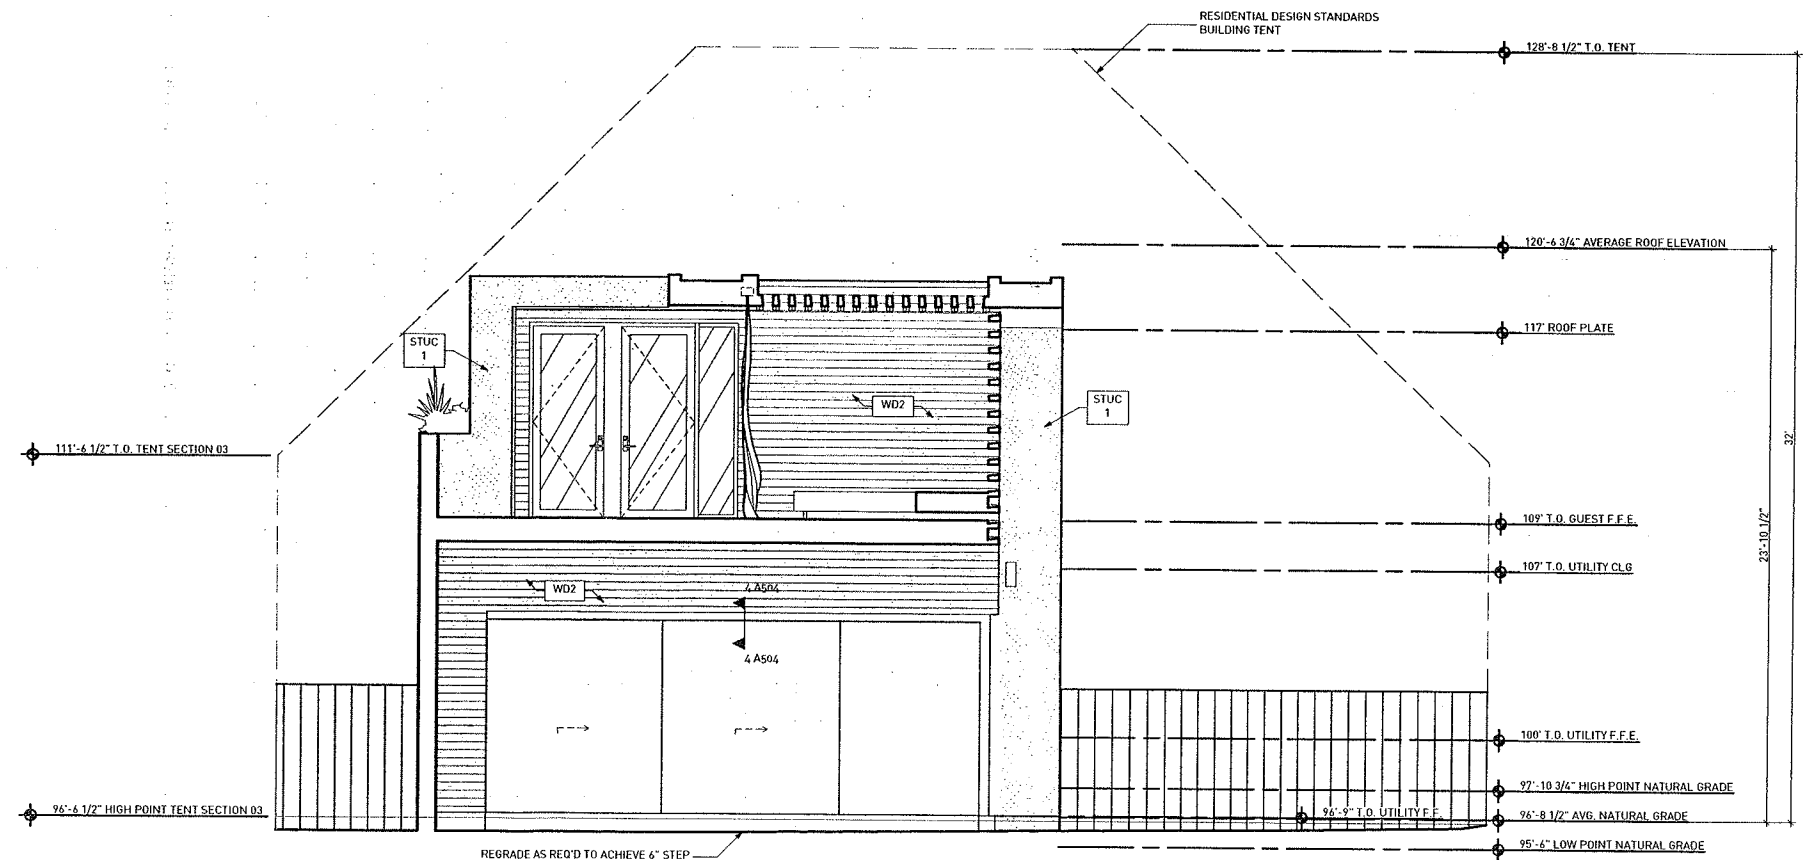 RESIDENTIAL DESIGN STANDARDS
BUILDING TENT
128'-8 1/2" T.O. TENT
120'-6 3/4" AVERAGE ROOF ELEVATION
117' ROOF PLATE
STUC
1
WD2
STUC
1
32'
111'-6 1/2" T.O. TENT SECTION 03
109' T.O. GUEST F.F.E.
23'-10 1/2"
107' T.O. UTILITY CLG
WD2
4 A504
4 A504
100' T.O. UTILITY F.F.E.
97'-10 3/4" HIGH POINT NATURAL GRADE
96'-6 1/2" HIGH POINT TENT SECTION 03
96'-9" T.O. UTILITY F.F.
96'-8 1/2" AVG. NATURAL GRADE
95'-6" LOW POINT NATURAL GRADE
REGRADE AS REQ'D TO ACHIEVE 6" STEP